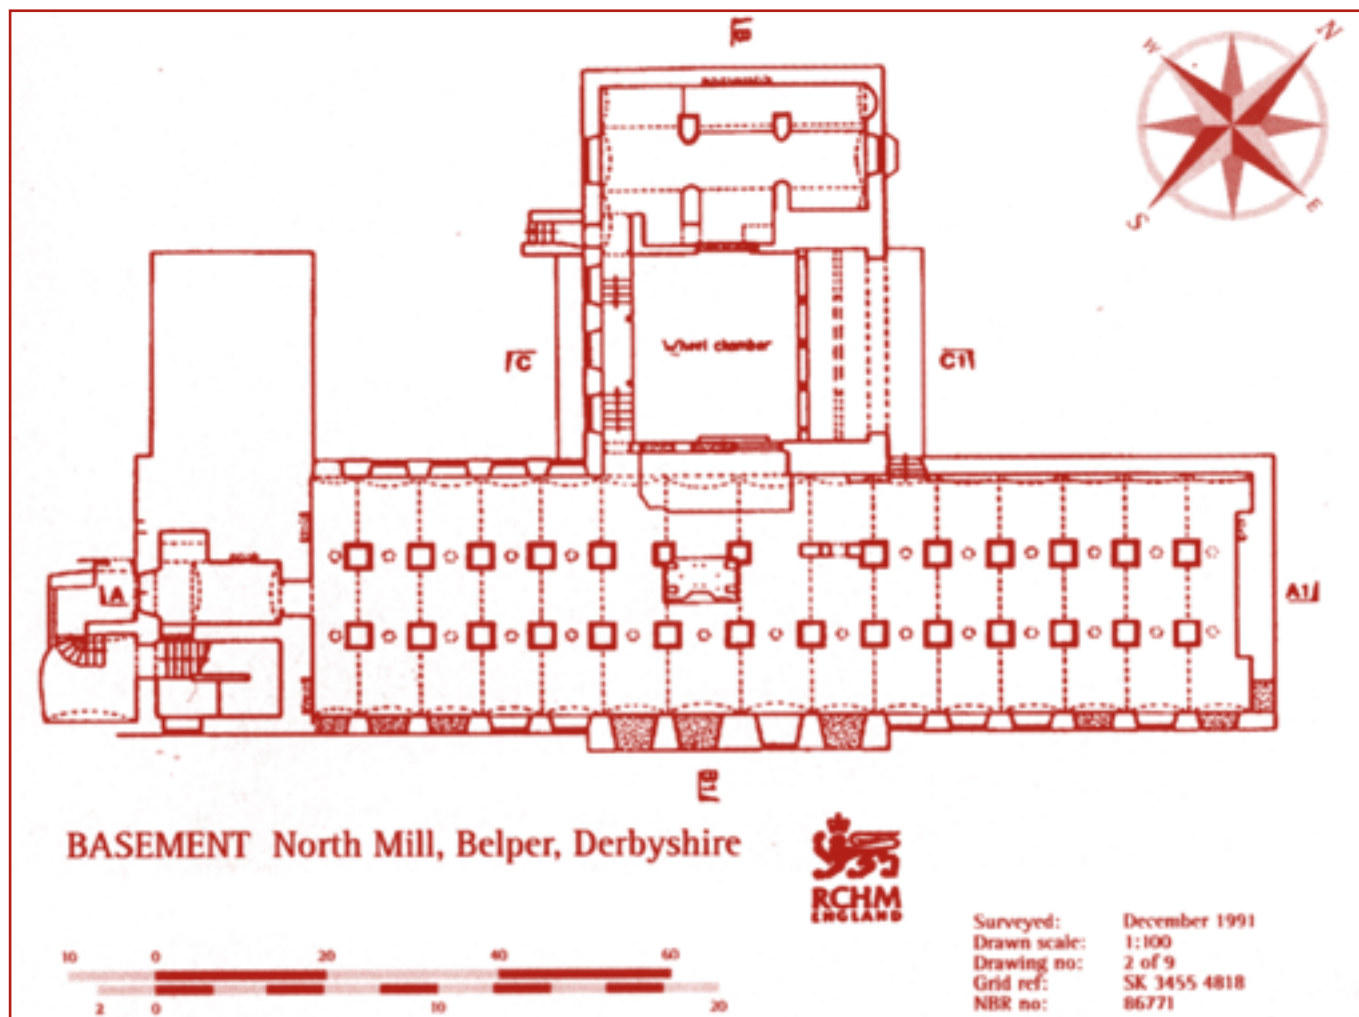 B
N
W
S
E
Wheel chamber
C
C1
A
A1
B1
BASEMENT North Mill, Belper, Derbyshire
RCHM
ENGLAND
Surveyed: December 1991
Drawn scale: 1:100
Drawing no: 2 of 9
Grid ref: SK 3455 4818
NBR no: 86771
10 0 20 40 60
2 0 10 20